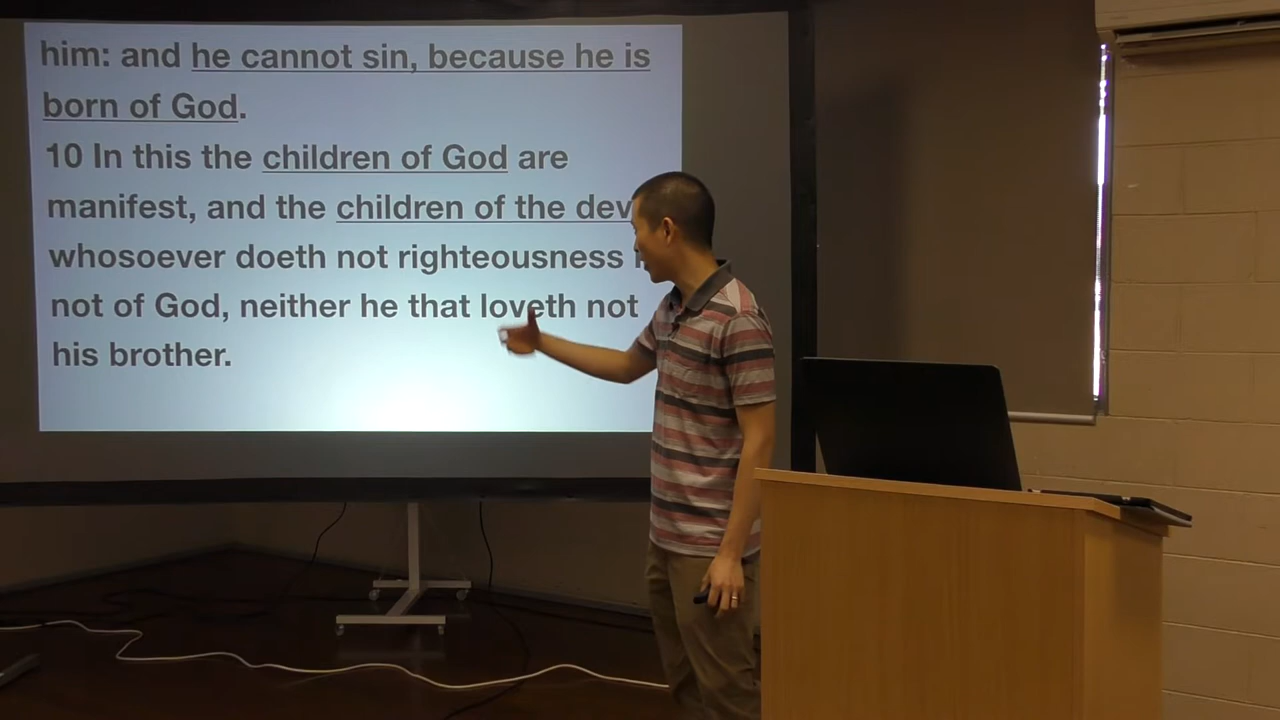 him: and he cannot sin, because he is
born of God.
10 In this the children of God are
manifest, and the children of the
whosoever doeth not righteousness
not of God, neither he that loveth not
his brother.